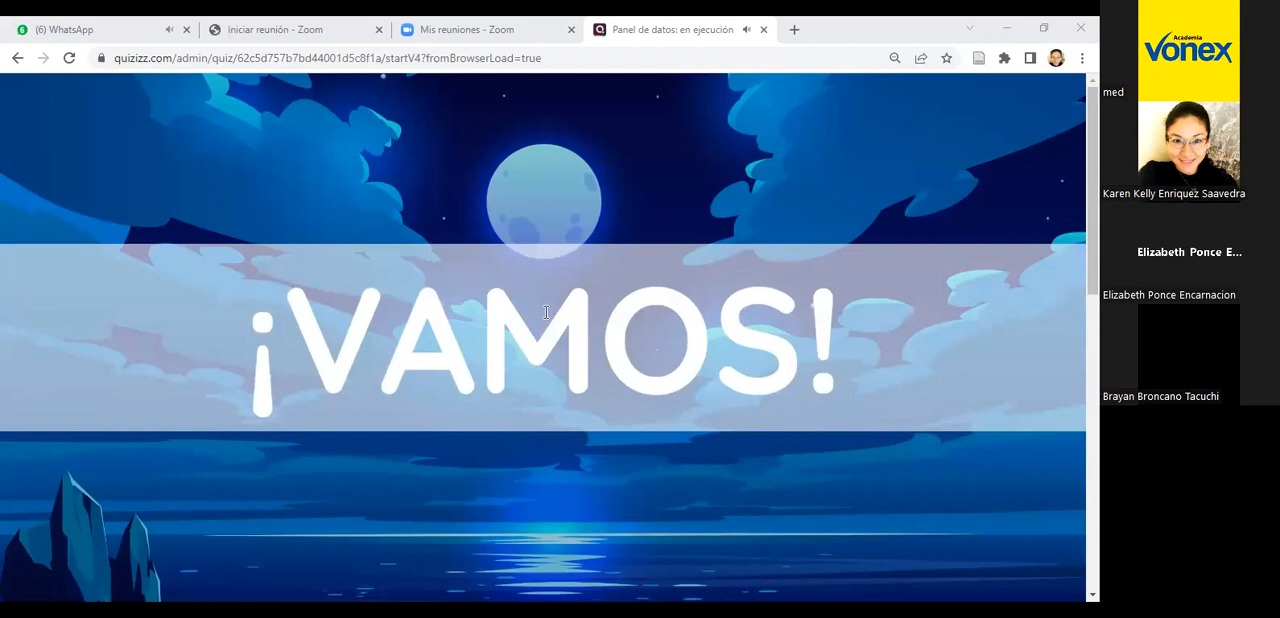 (6) WhatsApp
Iniciar reunión - Zoom
Mis reuniones - Zoom
Panel de datos: en ejecución
quizizz.com/admin/quiz/62c5d757b7bd44001d5c8f1a/startV4?fromBrowserLoad=true
¡VAMOS!
Academia
VONEX
med
Karen Kelly Enriquez Saavedra
Elizabeth Ponce E...
Elizabeth Ponce Encarnacion
Brayan Broncano Tacuchi